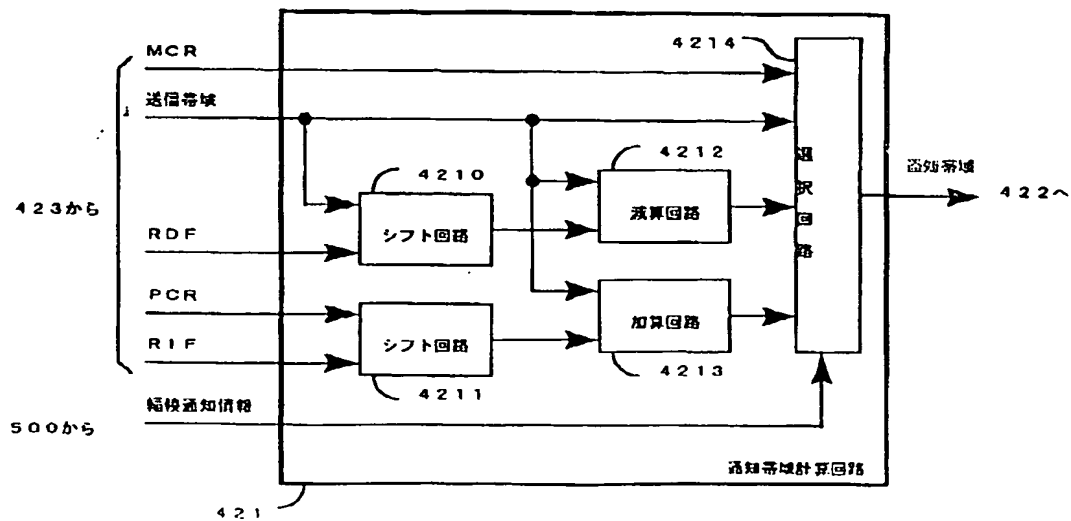 MCR
4214
送信帯域
4212
通知帯域
4210
422へ
423から
減算回路
選択回路
シフト回路
RDF
PCR
シフト回路
加算回路
RIF
4211
4213
輻輳通知情報
500から
通知帯域計算回路
421